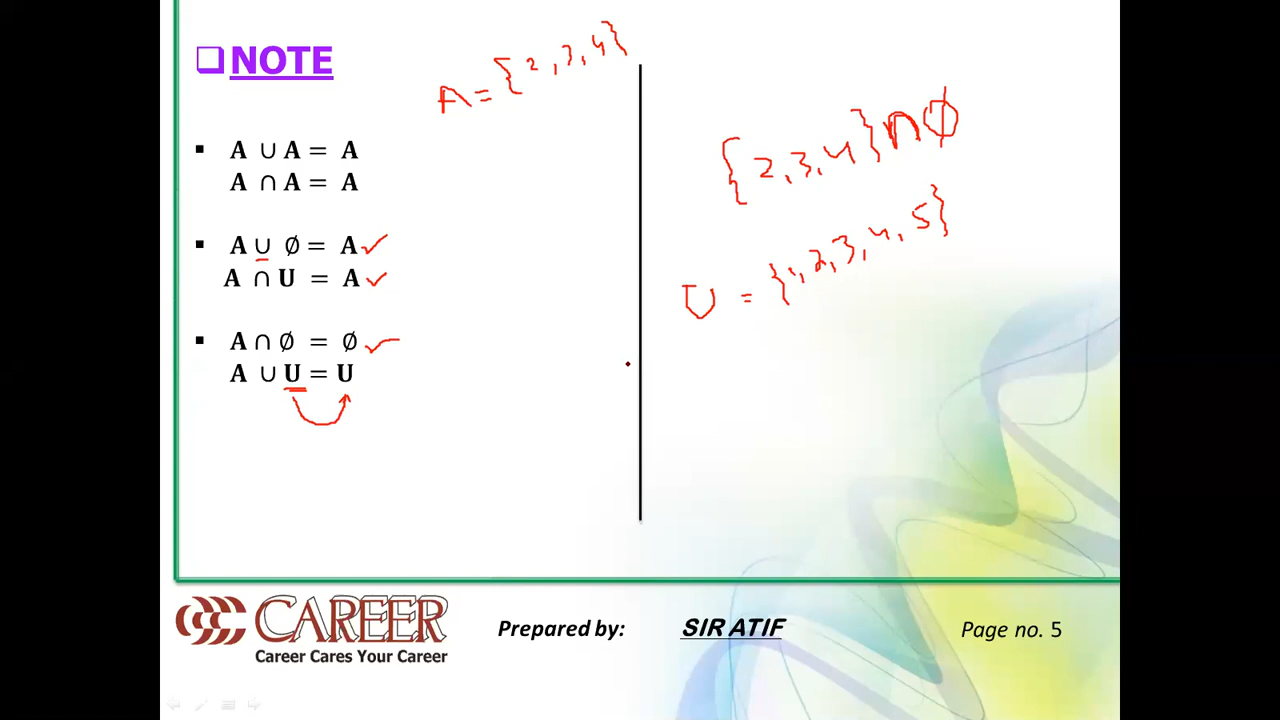 ❑NOTE
A = {2, 3, 4}
▪ A ∪ A = A
A ∩ A = A
▪ A ∪ ∅ = A ✓
A ∩ U = A ✓
▪ A ∩ ∅ = ∅ ✓
A ∪ U = U
{2, 3, 4} ∩ ∅
U = {1, 2, 3, 4, 5}
CAREER
Career Cares Your Career
Prepared by: SIR ATIF
Page no. 5